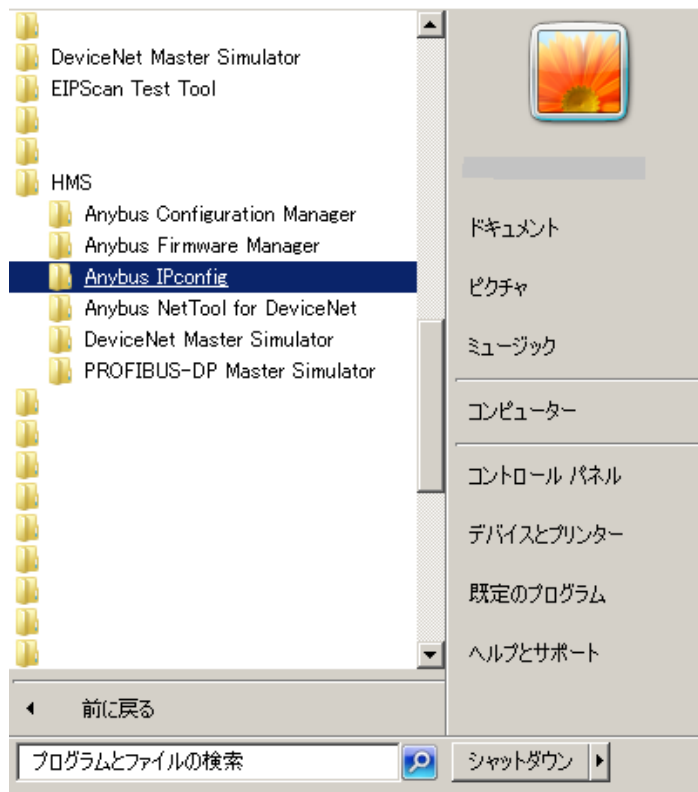 DeviceNet Master Simulator
EIPScan Test Tool
HMS
Anybus Configuration Manager
Anybus Firmware Manager
Anybus IPconfig
Anybus NetTool for DeviceNet
DeviceNet Master Simulator
PROFIBUS-DP Master Simulator
前に戻る
プログラムとファイルの検索
ドキュメント
ピクチャ
ミュージック
コンピューター
コントロール パネル
デバイスとプリンター
既定のプログラム
ヘルプとサポート
シャットダウン